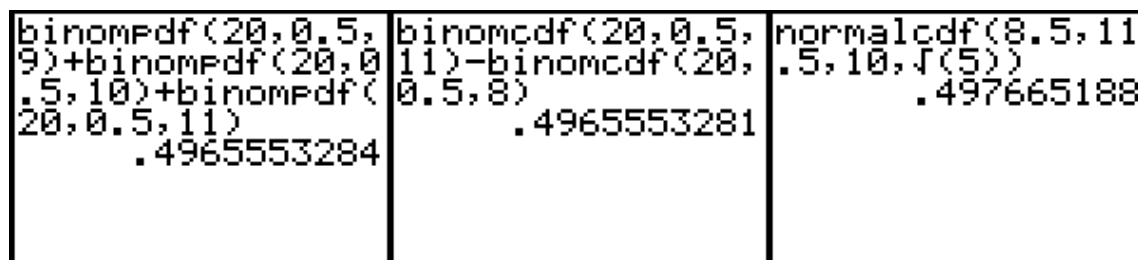 binompdf(20,0.5,
9)+binompdf(20,0
.5,10)+binompdf(
20,0.5,11)
.4965553284
binomcdf(20,0.5,
11)-binomcdf(20,
0.5,8)
.4965553281
normalcdf(8.5,11
.5,10,√(5))
.497665188